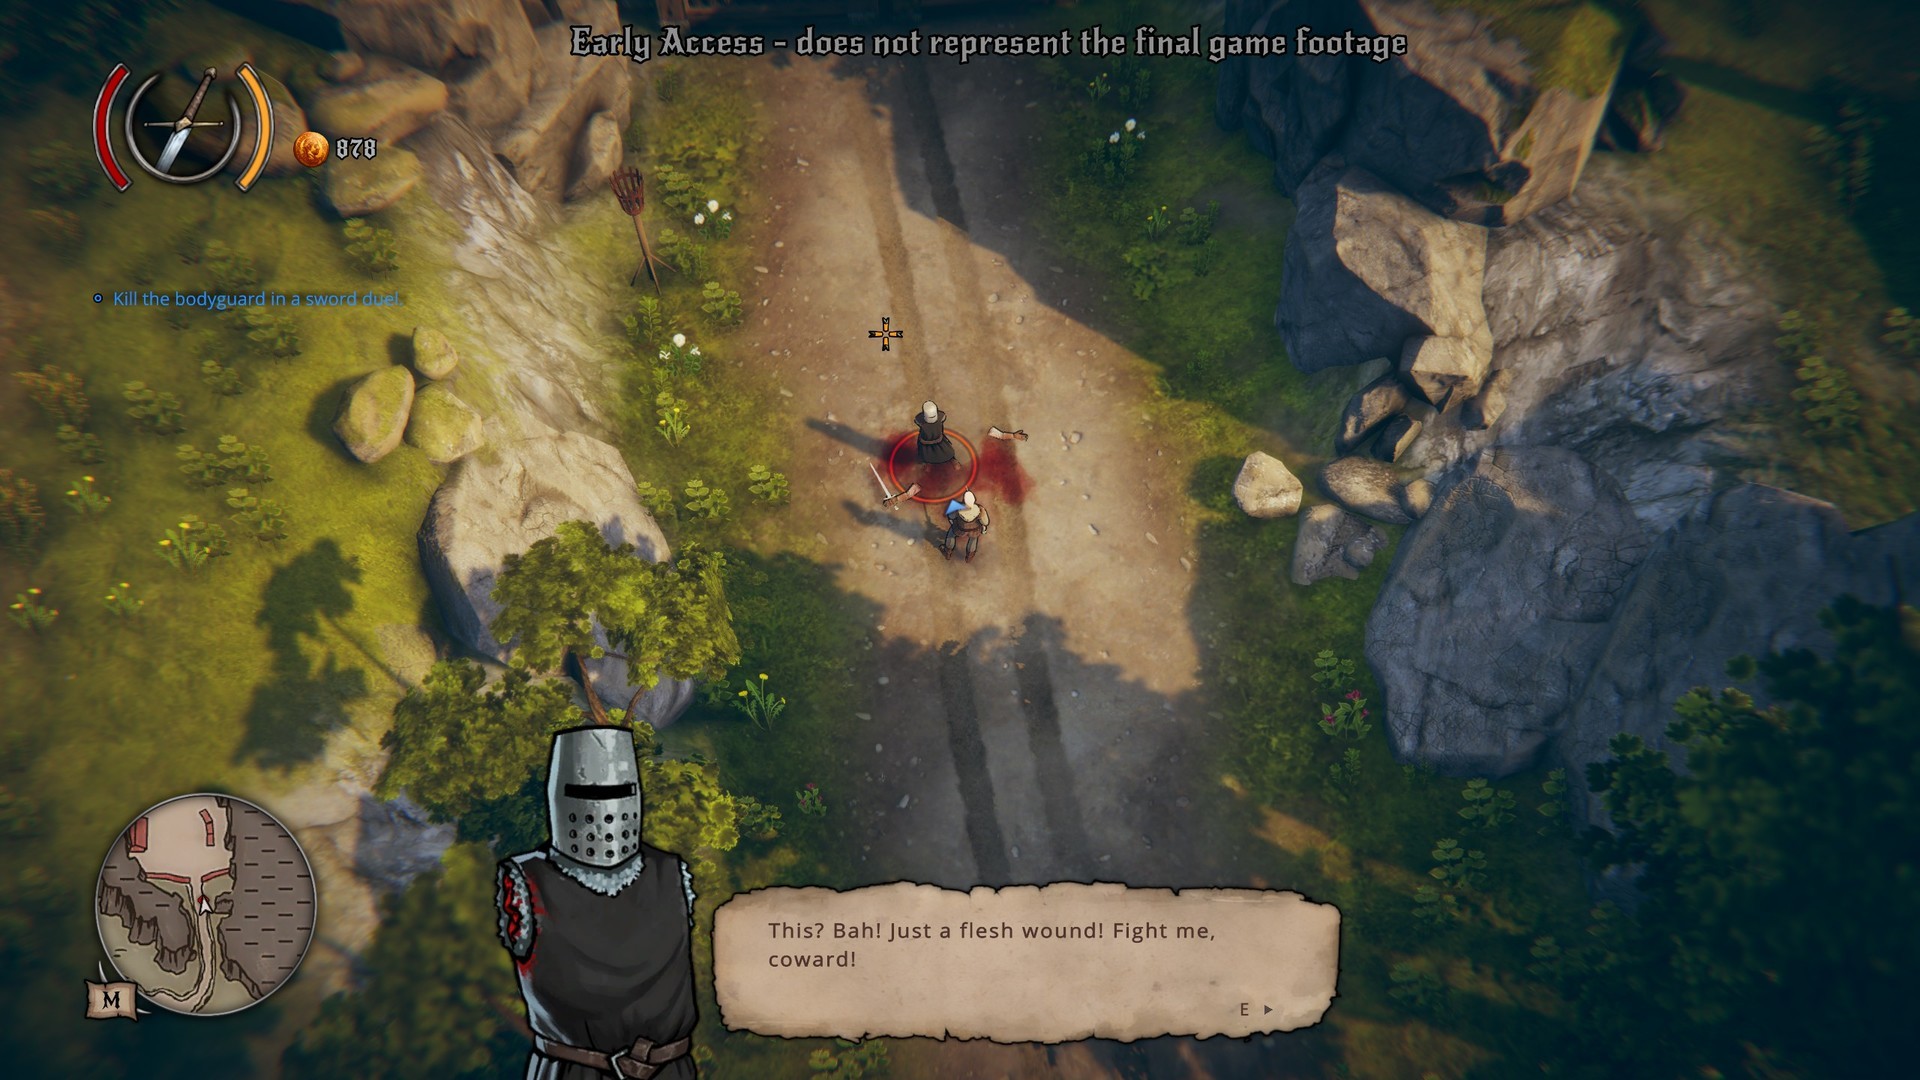 Early Access - does not represent the final game footage
878
Kill the bodyguard in a sword duel.
This? Bah! Just a flesh wound! Fight me,
coward!
E
M